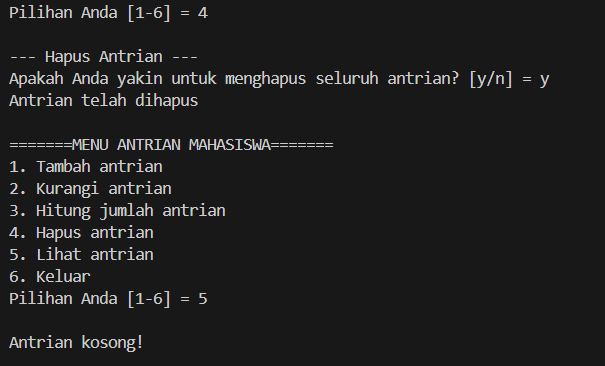 Pilihan Anda [1-6] = 4
--- Hapus Antrian ---
Apakah Anda yakin untuk menghapus seluruh antrian? [y/n] = y
Antrian telah dihapus
=======MENU ANTRIAN MAHASISWA=======
1. Tambah antrian
2. Kurangi antrian
3. Hitung jumlah antrian
4. Hapus antrian
5. Lihat antrian
6. Keluar
Pilihan Anda [1-6] = 5
Antrian kosong!